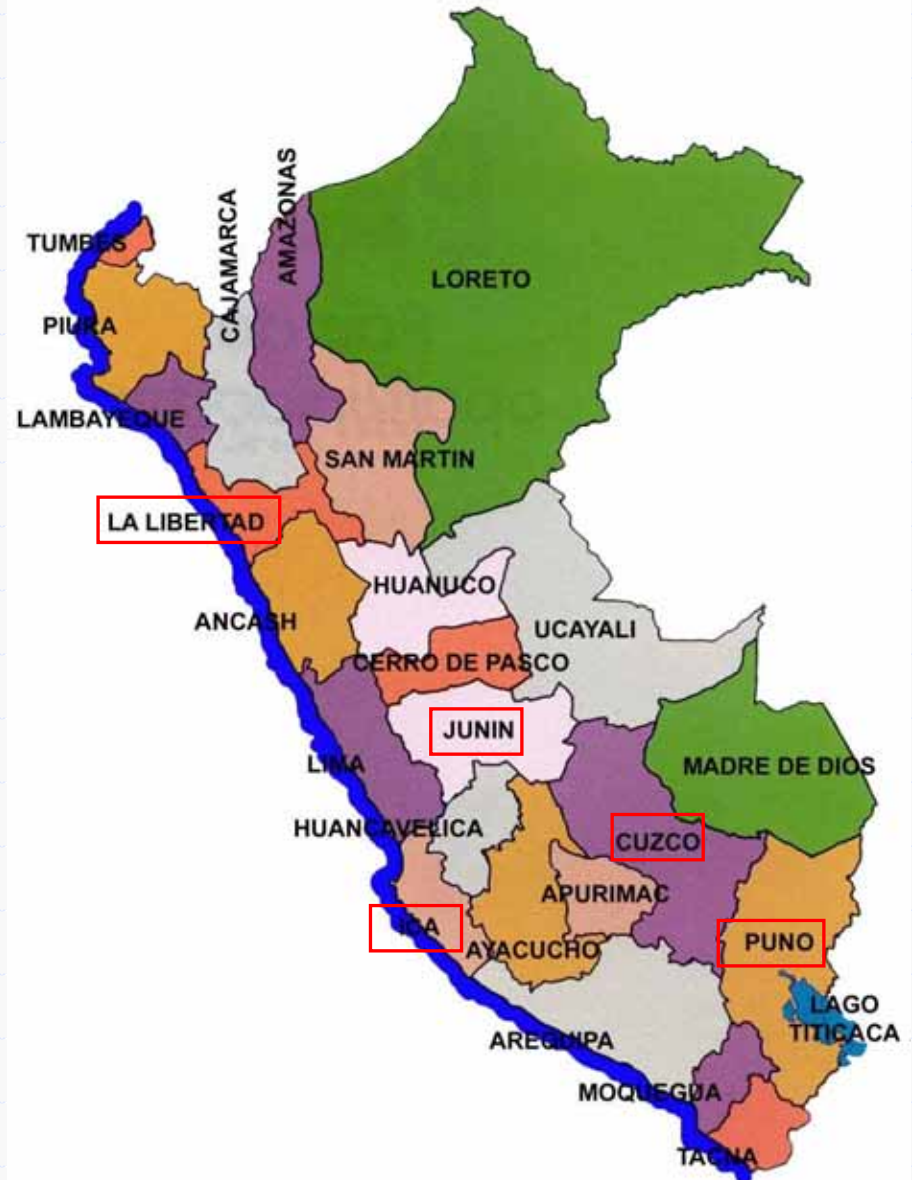 AMAZONAS
CAJAMARCA
TUMBES
LORETO
PIURA
LAMBAYEQUE
SAN MARTIN
LA LIBERTAD
HUANUCO
ANCASH
UCAYALI
CERRO DE PASCO
JUNIN
LIMA
MADRE DE DIOS
HUANCAVELICA
CUZCO
APURIMAC
ICA
AYACUCHO
PUNO
LAGO
TITICACA
AREQUIPA
MOQUEGUA
TACNA